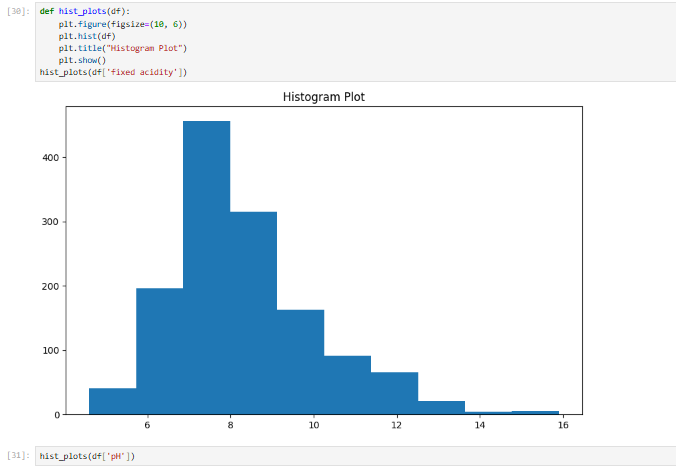 [30]: def hist_plots(df):
plt.figure(figsize=(10, 6))
plt.hist(df)
plt.title("Histogram Plot")
plt.show()
hist_plots(df['fixed acidity'])
Histogram Plot
400
300
200
100
0
6 8 10 12 14 16
[31]: hist_plots(df['pH'])